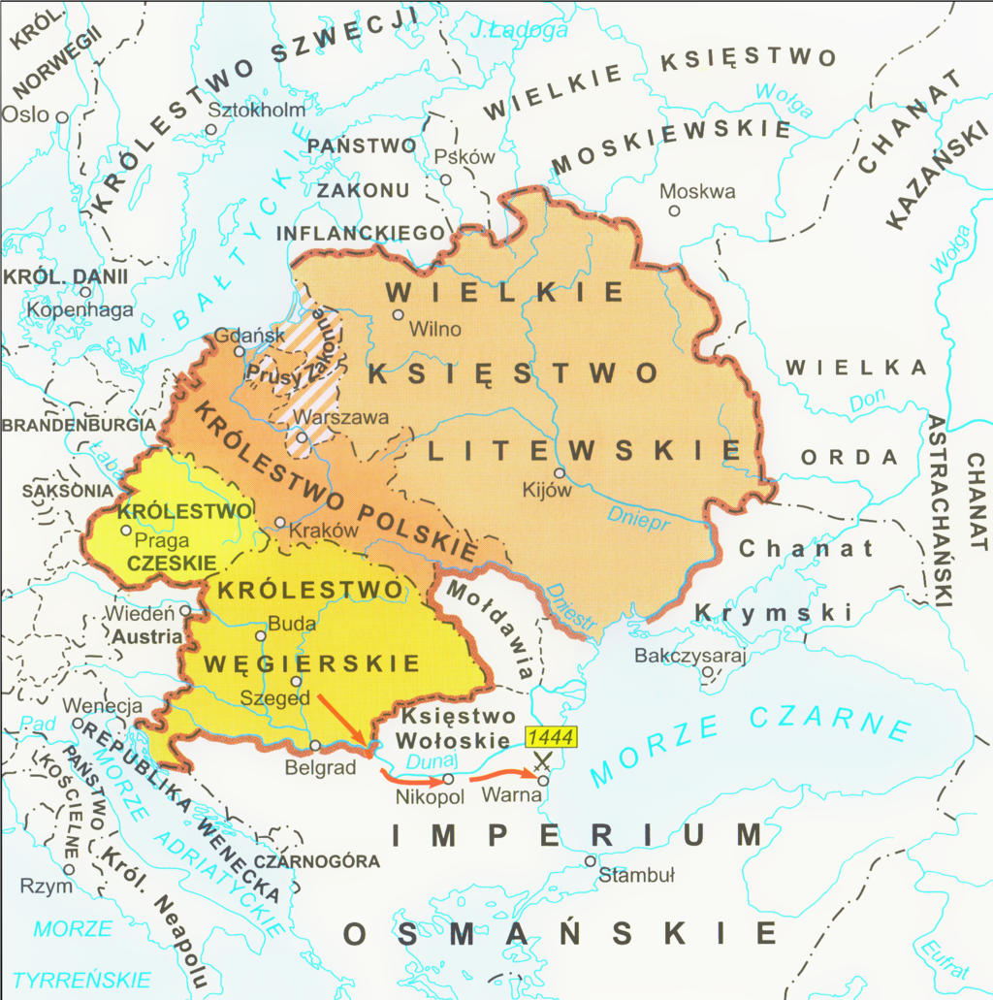 KRÓL.
NORWEGII
KRÓLESTWO SZWECJI
J.Ładoga
WIELKIE KSIĘSTWO
MOSKIEWSKIE
Wołga
CHANAT
KAZAŃSKI
Oslo
Sztokholm
PAŃSTWO
ZAKONU
INFLANCKIEGO
Psków
Moskwa
Wołga
KRÓL. DANII
Kopenhaga
M. BAŁTYCKIE
WIELKIE
Wilno
Gdańsk
Prusy Zakonne
KSIĘSTWO
WIELKA
Don
BRANDENBURGIA
Warszawa
KRÓLESTWO POLSKIE
LITEWSKIE
ORDA
CHANAT
ASTRACHAŃSKI
Łaba
SAKSONIA
KRÓLESTWO
Praga
CZESKIE
Kraków
Kijów
Dniepr
Chanat
Krymski
KRÓLESTWO
Mołdawia
Dniestr
Wiedeń
Austria
Buda
WĘGIERSKIE
Szeged
Bakczysaraj
Wenecja
Pad
REPUBLIKA WENECKA
Księstwo
Wołoskie
1444
MORZE CZARNE
Belgrad
Dunaj
Nikopol
Warna
PAŃSTWO
KOŚCIELNE
MORZE ADRIATYCKIE
IMPERIUM
CZARNOGÓRA
Król. Neapolu
Rzym
Stambuł
MORZE
TYRREŃSKIE
OSMAŃSKIE
Eufrat